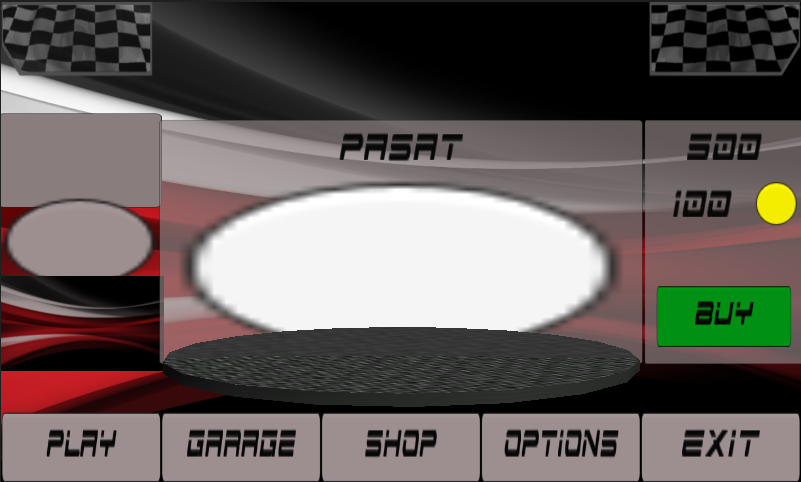 PASAT
500
100
BUY
PLAY
GARAGE
SHOP
OPTIONS
EXIT